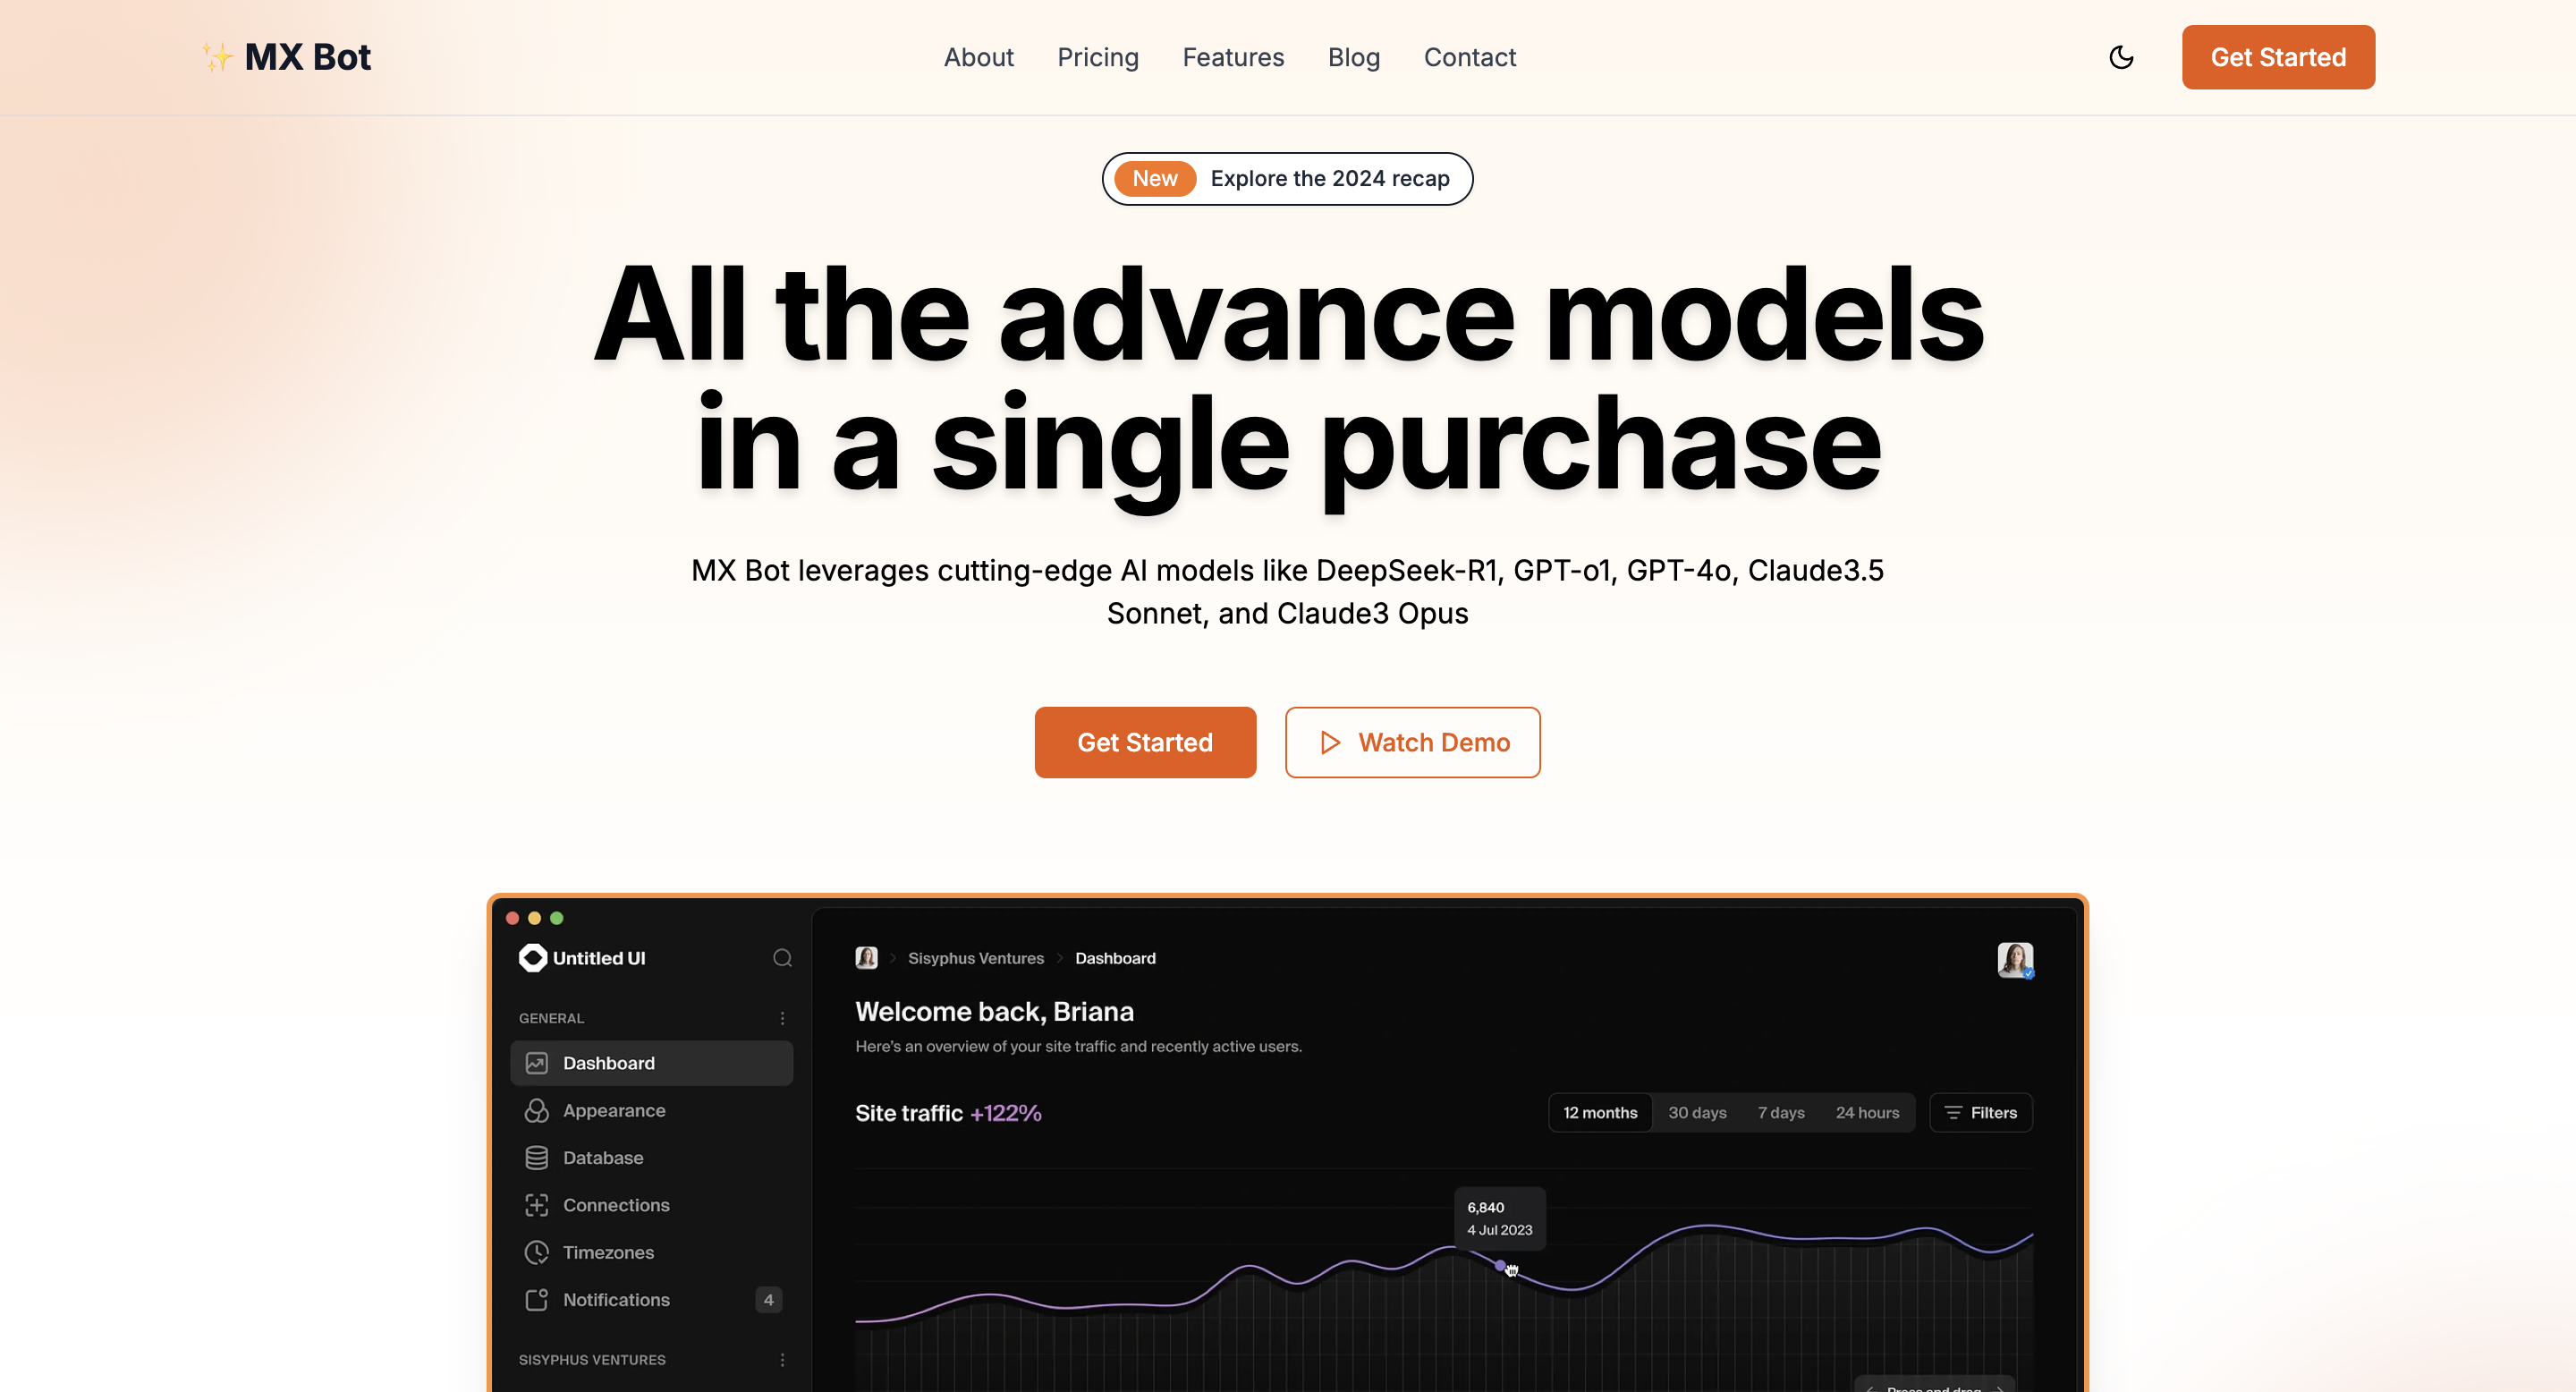 ✨ MX Bot
About Pricing Features Blog Contact
Get Started
New Explore the 2024 recap
All the advance models
in a single purchase
MX Bot leverages cutting-edge AI models like DeepSeek-R1, GPT-o1, GPT-4o, Claude3.5
Sonnet, and Claude3 Opus
Get Started Watch Demo
Untitled UI
GENERAL
Dashboard
Appearance
Database
Connections
Timezones
Notifications 4
SISYPHUS VENTURES
Sisyphus Ventures Dashboard
Welcome back, Briana
Here's an overview of your site traffic and recently active users.
Site traffic +122%
12 months 30 days 7 days 24 hours Filters
6,840
4 Jul 2023